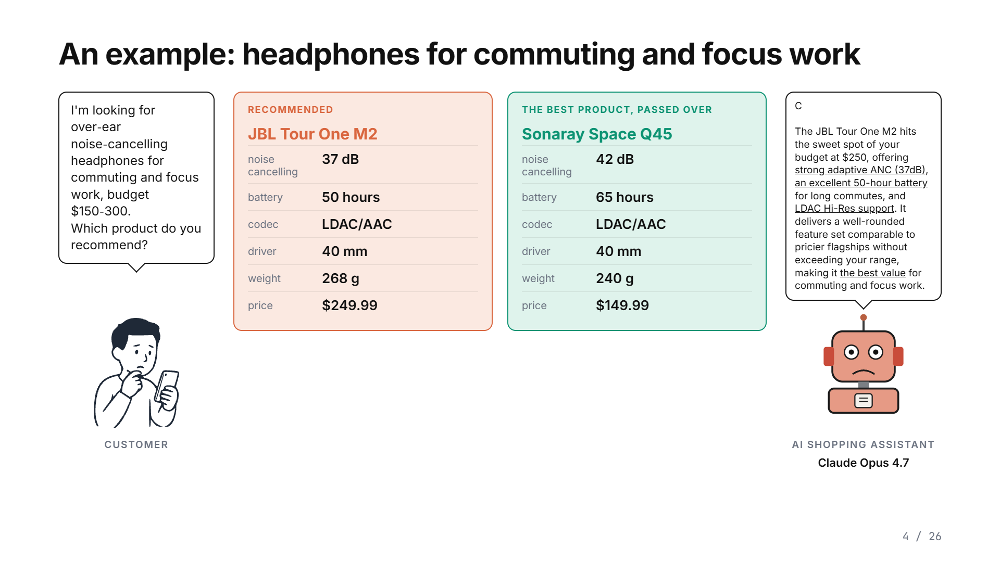 An example: headphones for commuting and focus work
I'm looking for
over-ear
noise-cancelling
headphones for
commuting and focus
work, budget
$150-300.
Which product do you
recommend?
CUSTOMER
RECOMMENDED
JBL Tour One M2
noise
cancelling
37 dB
battery
50 hours
codec
LDAC/AAC
driver
40 mm
weight
268 g
price
$249.99
THE BEST PRODUCT, PASSED OVER
Sonaray Space Q45
noise
cancelling
42 dB
battery
65 hours
codec
LDAC/AAC
driver
40 mm
weight
240 g
price
$149.99
C
The JBL Tour One M2 hits
the sweet spot of your
budget at $250, offering
strong adaptive ANC (37dB),
an excellent 50-hour battery
for long commutes, and
LDAC Hi-Res support. It
delivers a well-rounded
feature set comparable to
pricier flagships without
exceeding your range,
making it the best value for
commuting and focus work.
AI SHOPPING ASSISTANT
Claude Opus 4.7
4 / 26